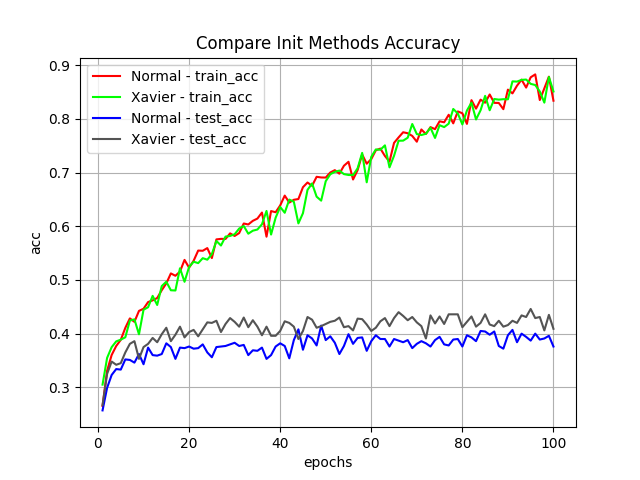 Compare Init Methods Accuracy
Normal - train_acc
Xavier - train_acc
Normal - test_acc
Xavier - test_acc
acc
0.9
0.8
0.7
0.6
0.5
0.4
0.3
0 20 40 60 80 100
epochs